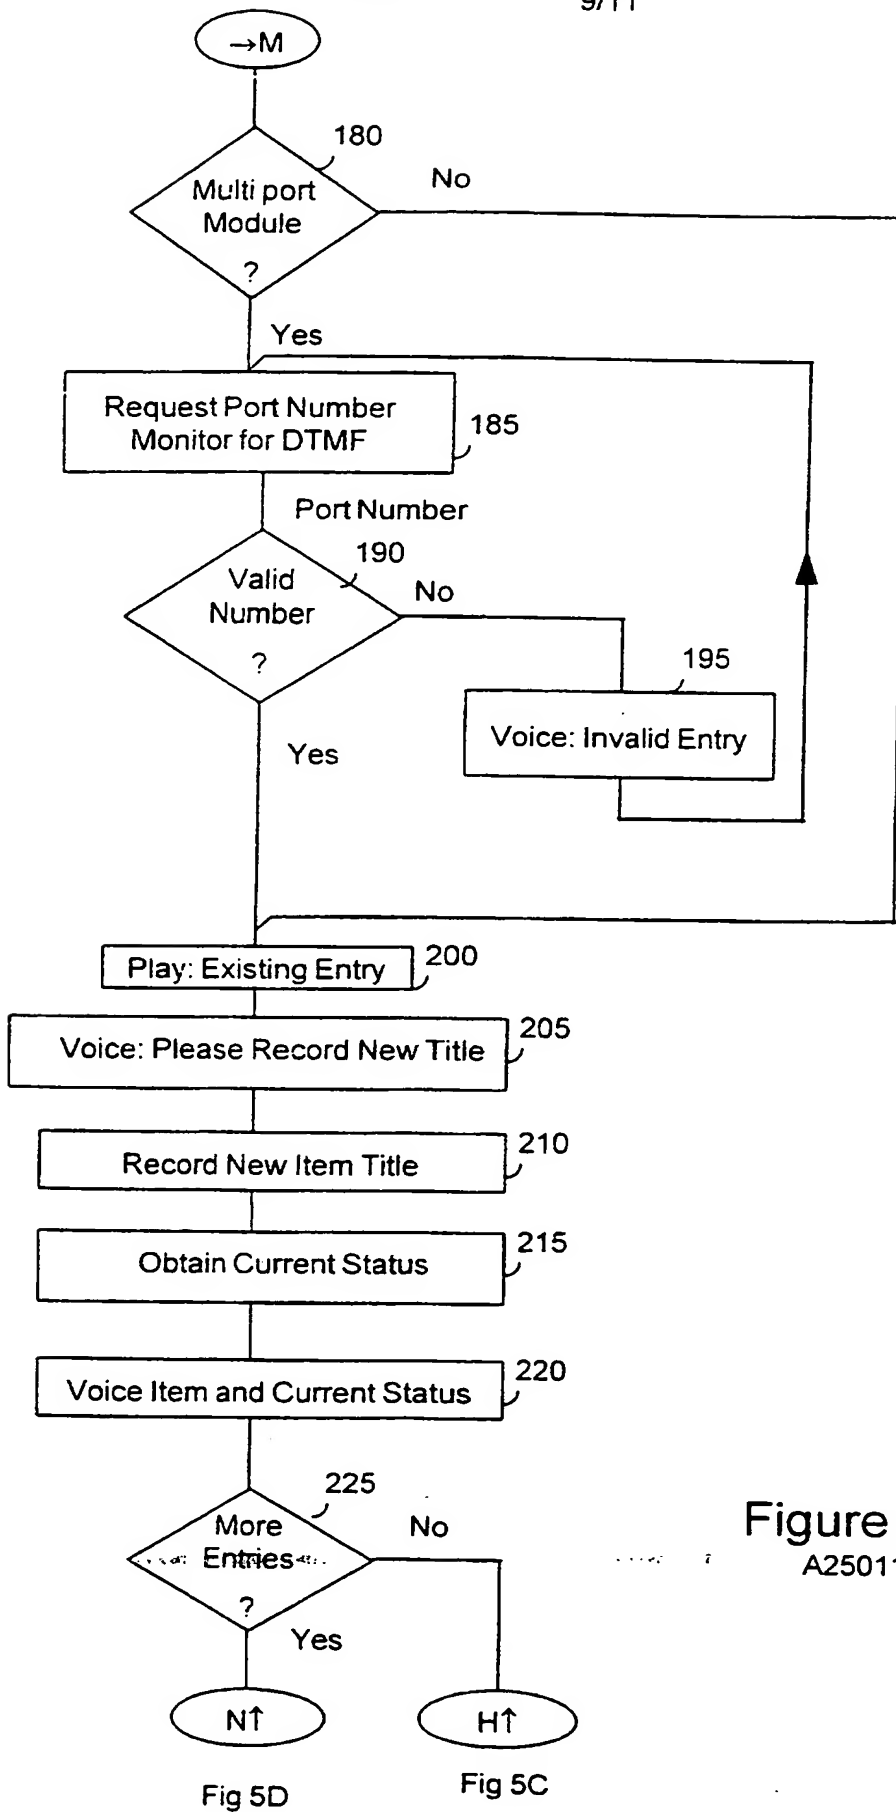 9/11
→M
180
Multi port
Module
?
No
Yes
Request Port Number
Monitor for DTMF
185
Port Number
190
Valid
Number
?
No
195
Voice: Invalid Entry
Yes
Play: Existing Entry
200
Voice: Please Record New Title
205
Record New Item Title
210
Obtain Current Status
215
Voice Item and Current Status
220
225
More
Entries
?
No
Yes
Figure
A25011
N↑
H↑
Fig 5D
Fig 5C